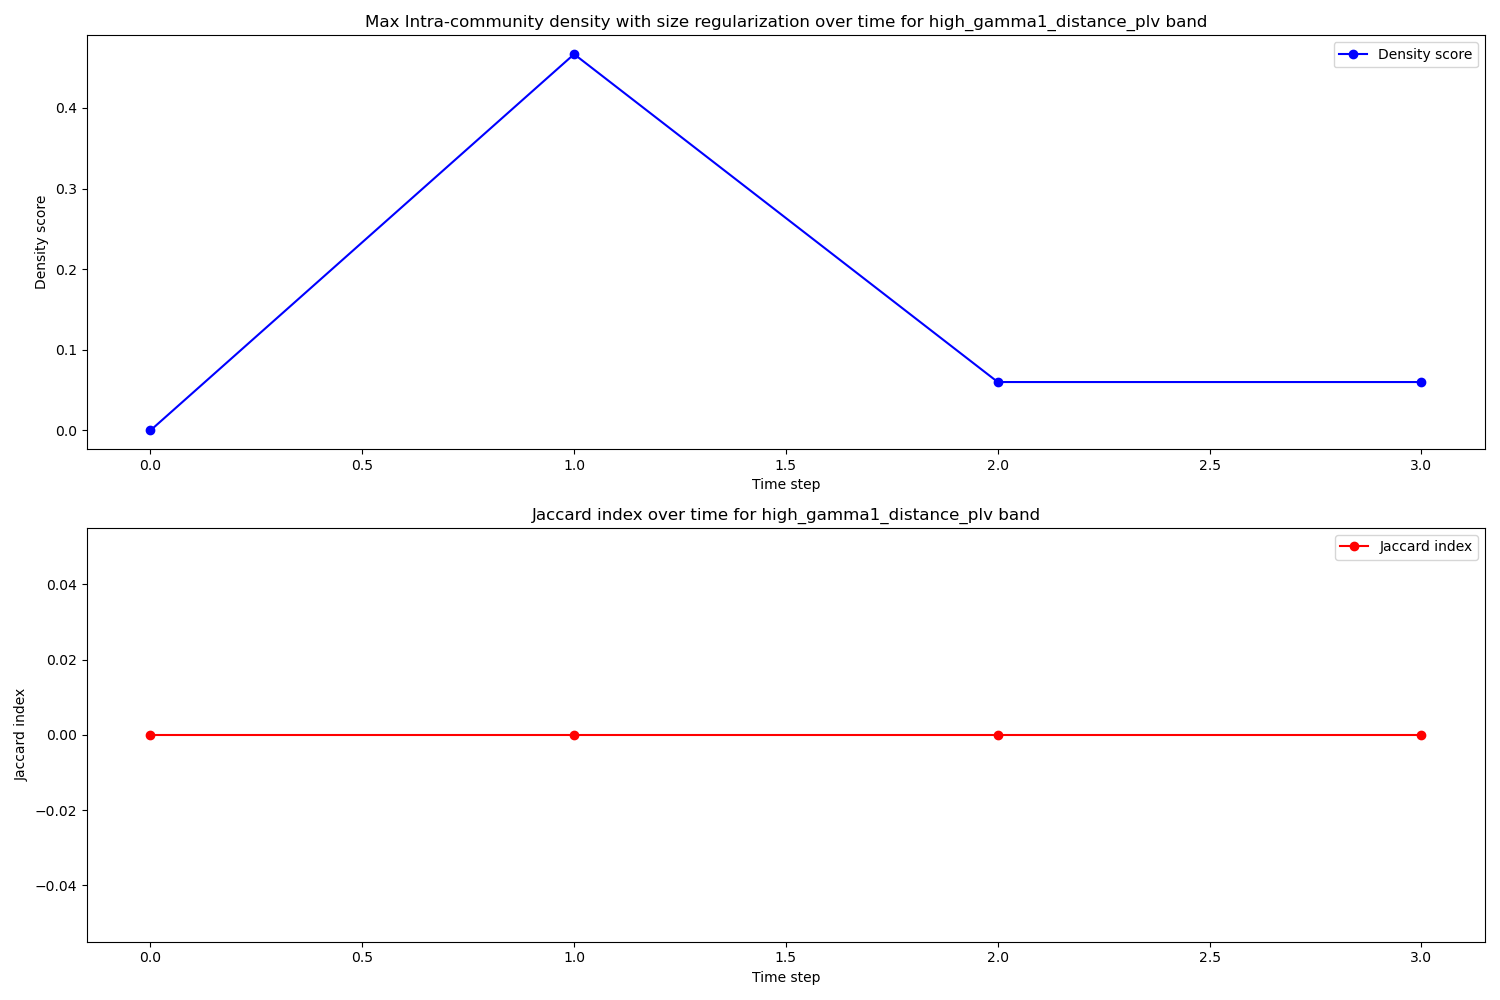 Max Intra-community density with size regularization over time for high_gamma1_distance_plv band
Density score
0.4
0.3
0.2
0.1
0.0
Density score
0.0 0.5 1.0 1.5 2.0 2.5 3.0
Time step
Jaccard index over time for high_gamma1_distance_plv band
Jaccard index
0.04
0.02
0.00
−0.02
−0.04
Jaccard index
0.0 0.5 1.0 1.5 2.0 2.5 3.0
Time step